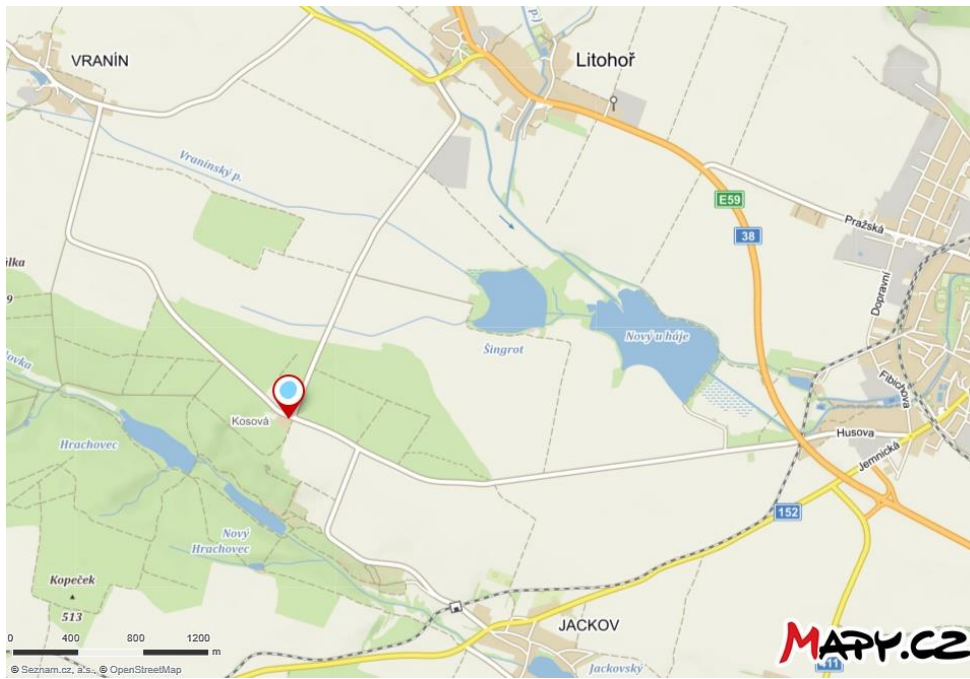 VRANÍN
Litohoř
p.)
Vranínský p.
E59
38
Pražská
Dopravní
Fibichova
Šingrot
Nový u háje
Husova
Jemnická
Kosová
Hrachovec
Nový
Hrachovec
152
Kopeček
513
JACKOV
Jackovský
0 400 800 1200
m
© Seznam.cz, a.s., © OpenStreetMap
MAPY.CZ